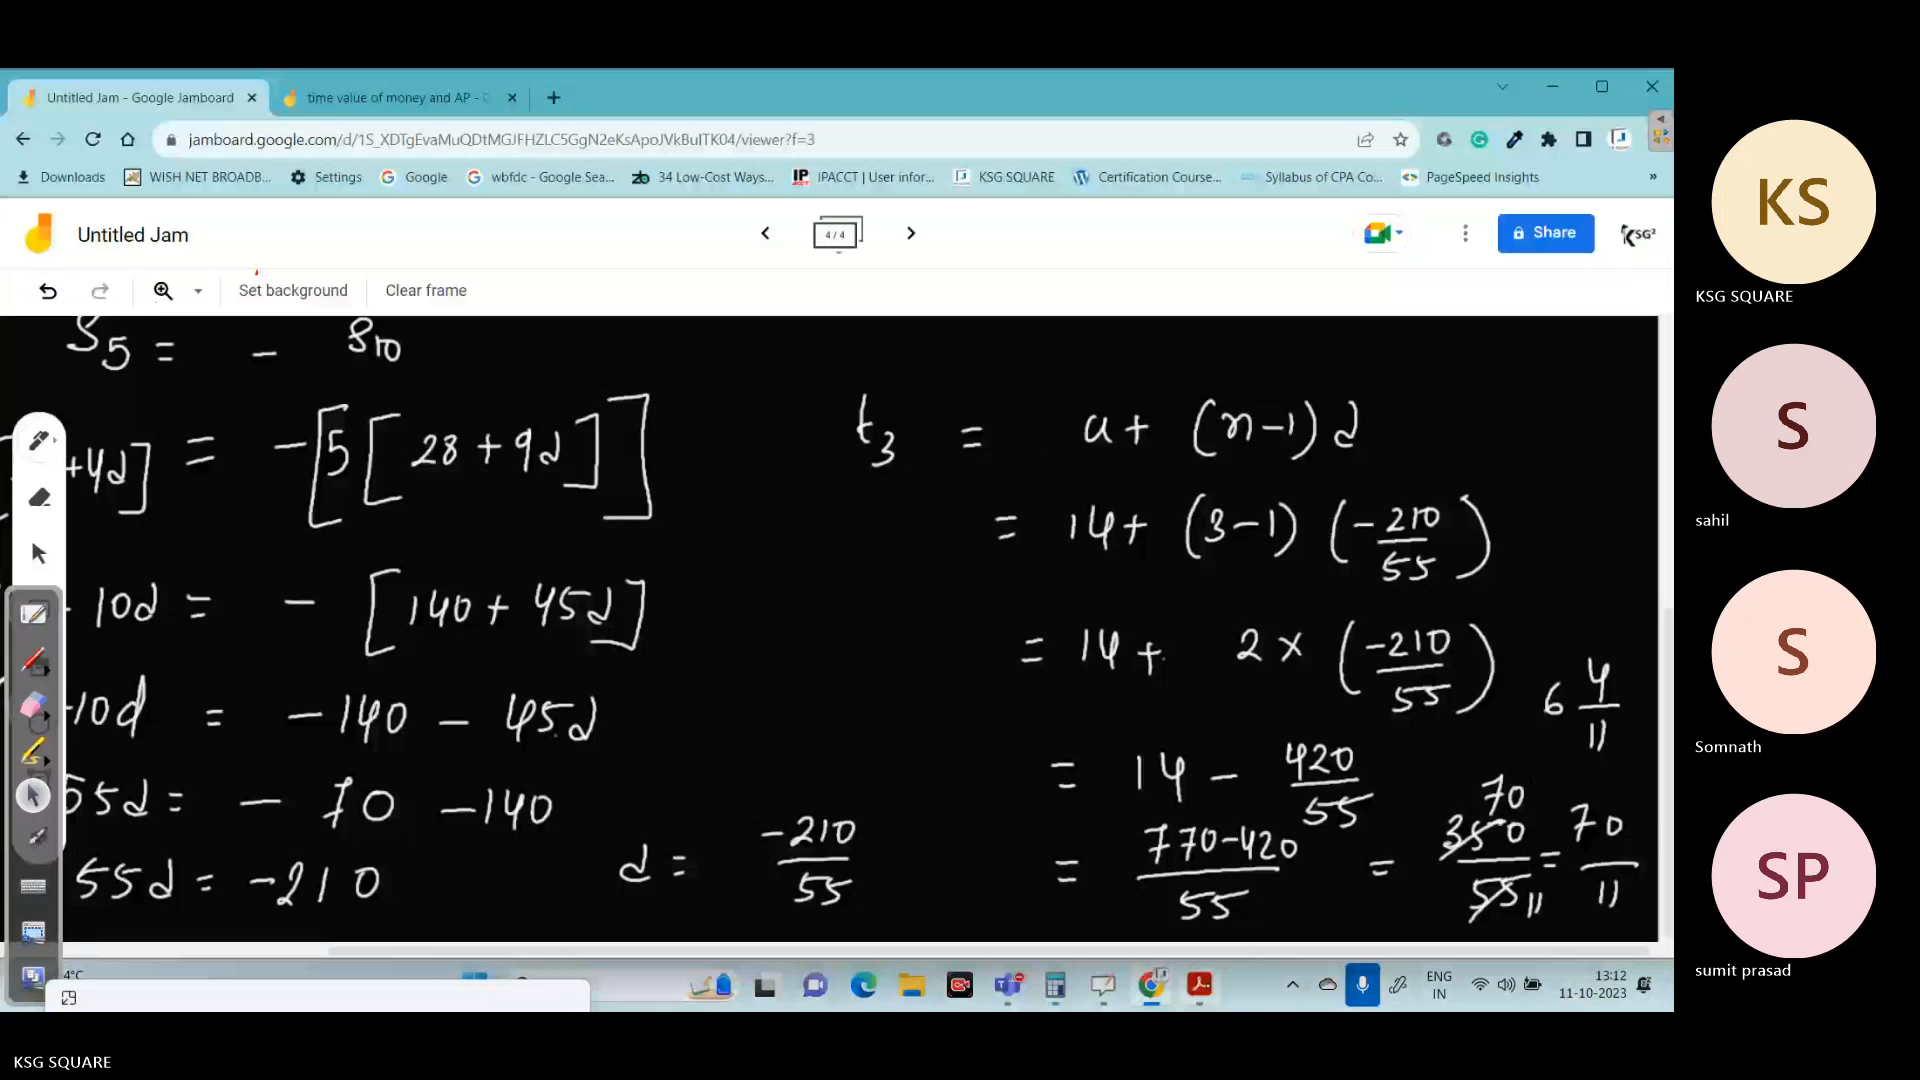 Untitled Jam - Google Jamboard
time value of money and AP -
jamboard.google.com/d/1S_XDTgEvaMuQDtMGJFHZLC5GgN2eKsApoJVkBuITK04/viewer?f=3
Downloads WISH NET BROADB... Settings Google wbfdc - Google Sea... 34 Low-Cost Ways... IPACCT | User infor... KSG SQUARE Certification Course... Syllabus of CPA Co... PageSpeed Insights »
Untitled Jam
4 / 4
Share
KSG²
Set background
Clear frame
S5 = - S10
+4d] = -[5[28+9d]]
- 10d = - [140 + 45d]
-10d = -140 - 45d
55d = - 70 -140
55d = -210
d = -210/55
t3 = a + (n-1)d
= 14+ (3-1) (-210/55)
= 14 + 2 × (-210/55)
6 4/11
= 14 - 420/55
= 770-420/55 = 350/55 = 70/11
70
11
4°C
ENG
IN
13:12
11-10-2023
KS
KSG SQUARE
S
sahil
S
Somnath
SP
sumit prasad
KSG SQUARE